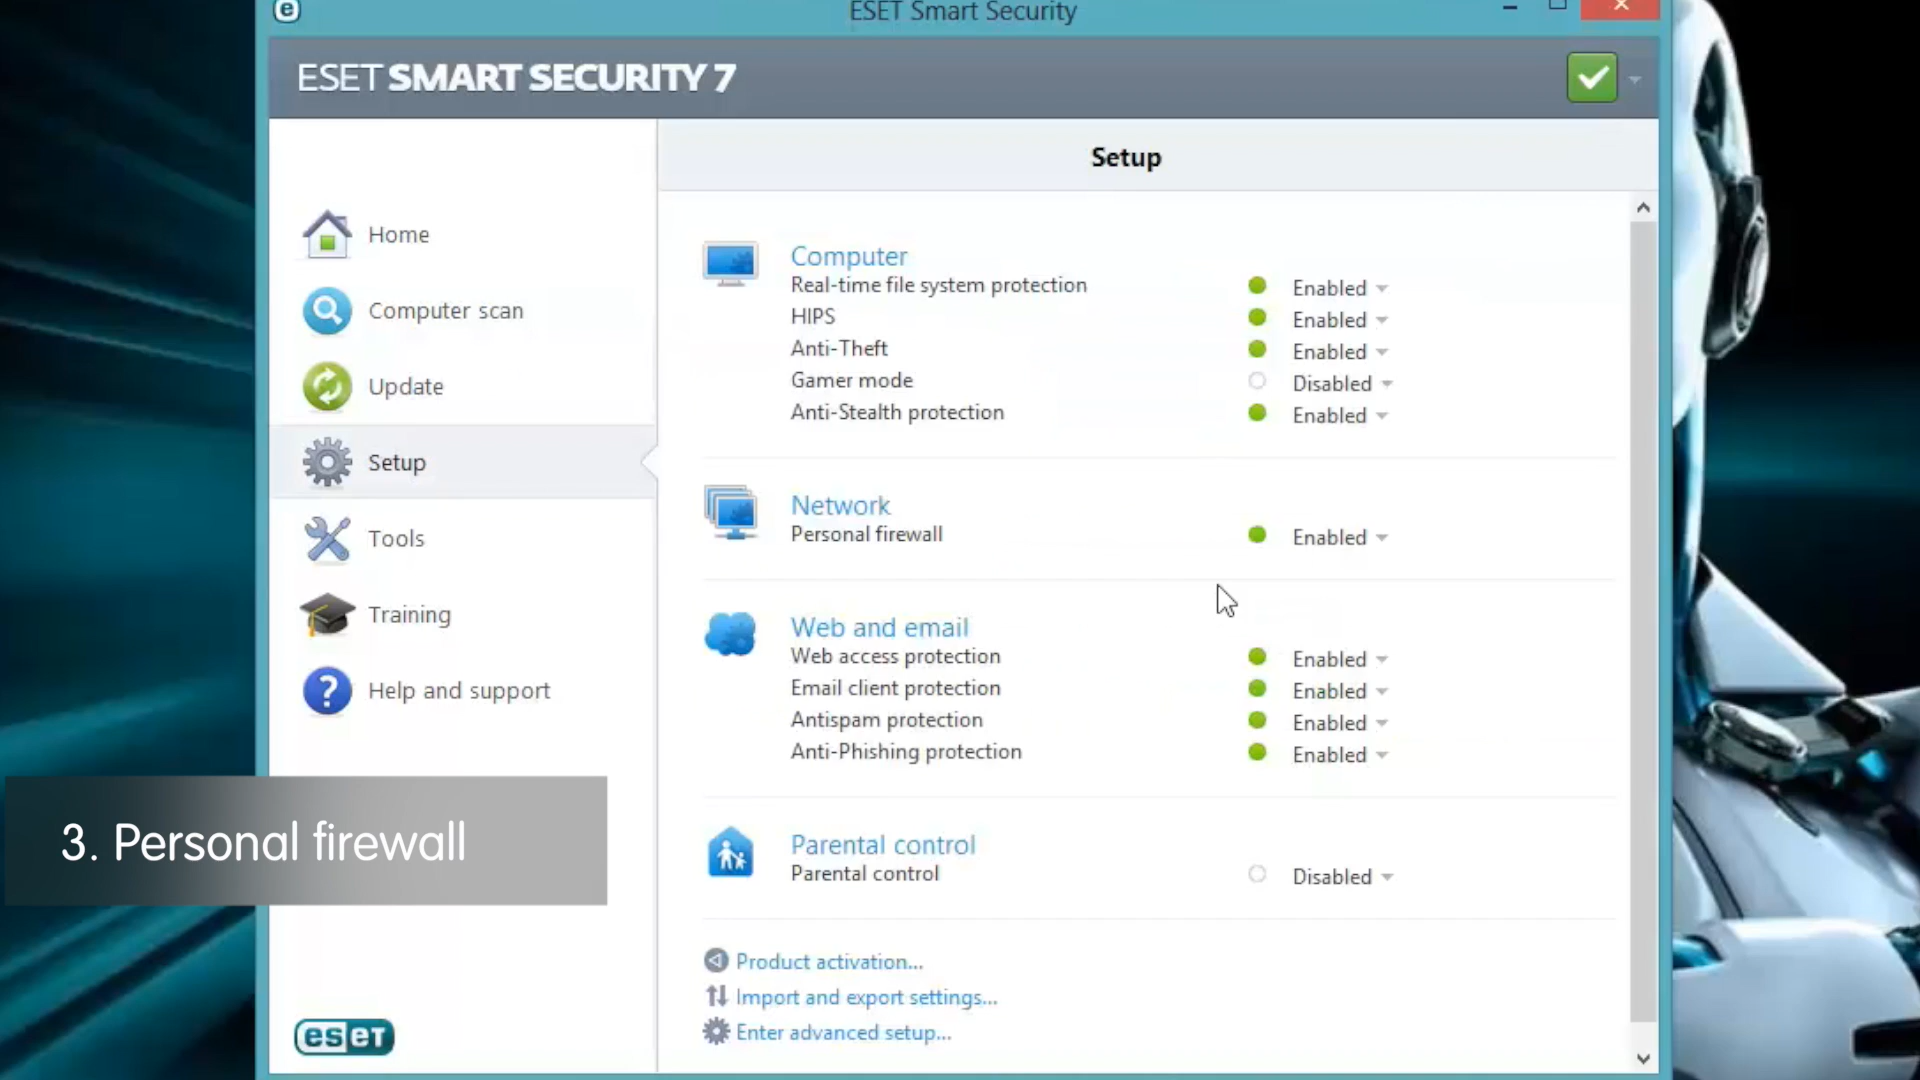 ESET Smart Security
ESET SMART SECURITY 7
Setup
Home
Computer scan
Update
Setup
Tools
Training
Help and support
Computer
Real-time file system protection Enabled
HIPS Enabled
Anti-Theft Enabled
Gamer mode Disabled
Anti-Stealth protection Enabled
Network
Personal firewall Enabled
Web and email
Web access protection Enabled
Email client protection Enabled
Antispam protection Enabled
Anti-Phishing protection Enabled
Parental control
Parental control Disabled
Product activation...
Import and export settings...
Enter advanced setup...
3. Personal firewall
eseT